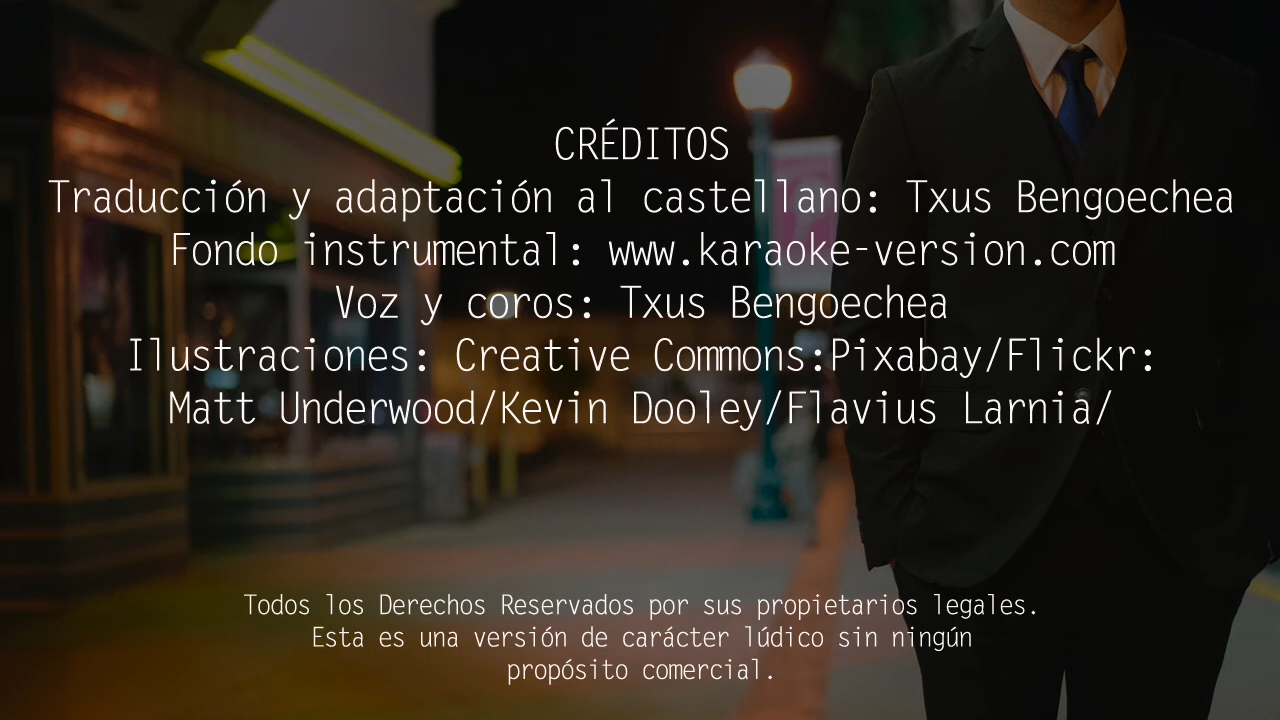 CRÉDITOS
Traducción y adaptación al castellano: Txus Bengoechea
Fondo instrumental: www.karaoke-version.com
Voz y coros: Txus Bengoechea
Ilustraciones: Creative Commons:Pixabay/Flickr:
Matt Underwood/Kevin Dooley/Flavius Larnia/
Todos los Derechos Reservados por sus propietarios legales.
Esta es una versión de carácter lúdico sin ningún
propósito comercial.